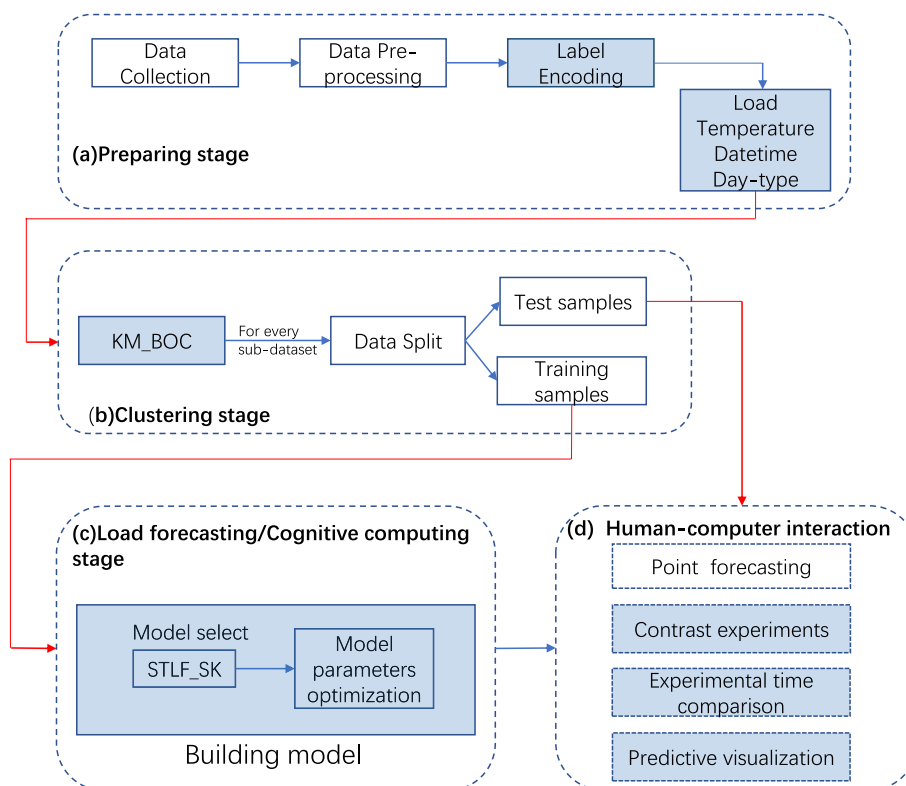 Data
Collection
Data Pre-
processing
Label
Encoding
Load
Temperature
Datetime
Day-type
(a)Preparing stage
KM_BOC
For every
sub-dataset
Data Split
Test samples
Training
samples
(b)Clustering stage
(c)Load forecasting/Cognitive computing
stage
Model select
STLF_SK
Model
parameters
optimization
Building model
(d) Human-computer interaction
Point forecasting
Contrast experiments
Experimental time
comparison
Predictive visualization